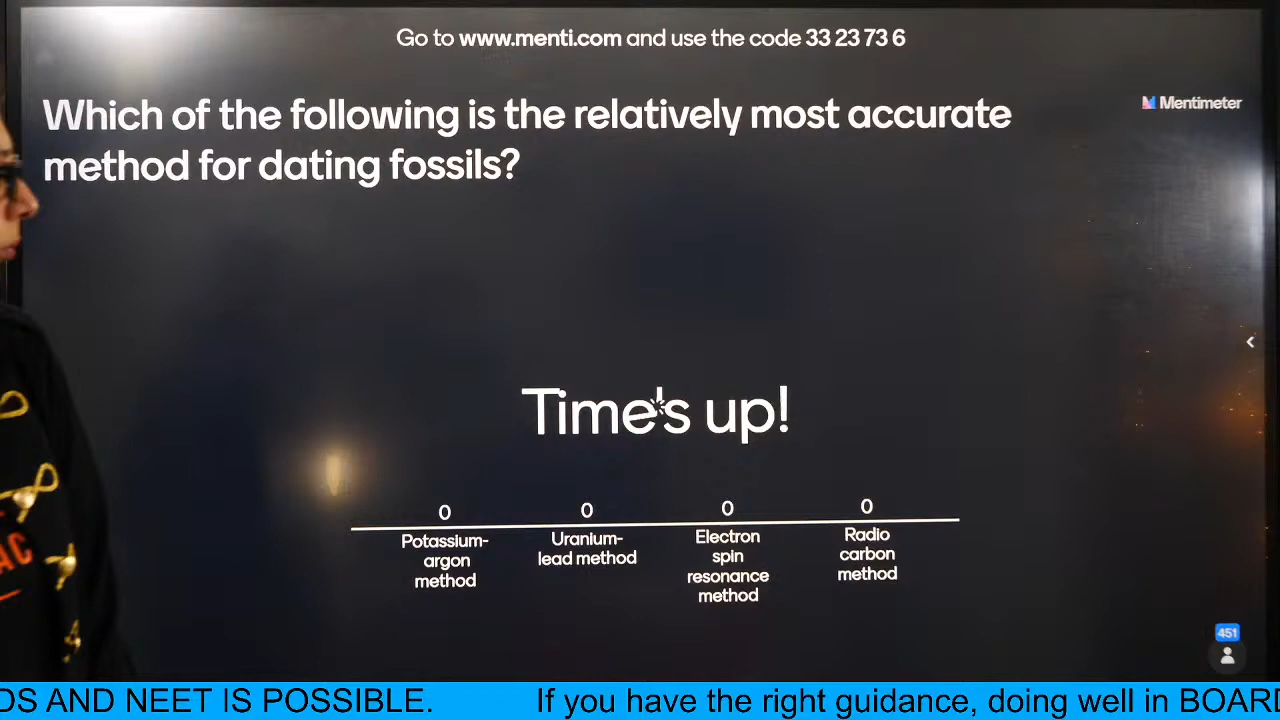 Go to www.menti.com and use the code 33 23 73 6
Mentimeter
Which of the following is the relatively most accurate
method for dating fossils?
Time's up!
0 0 0 0
Potassium-
argon
method
Uranium-
lead method
Electron
spin
resonance
method
Radio
carbon
method
AC
451
DS AND NEET IS POSSIBLE. If you have the right guidance, doing well in BOARD